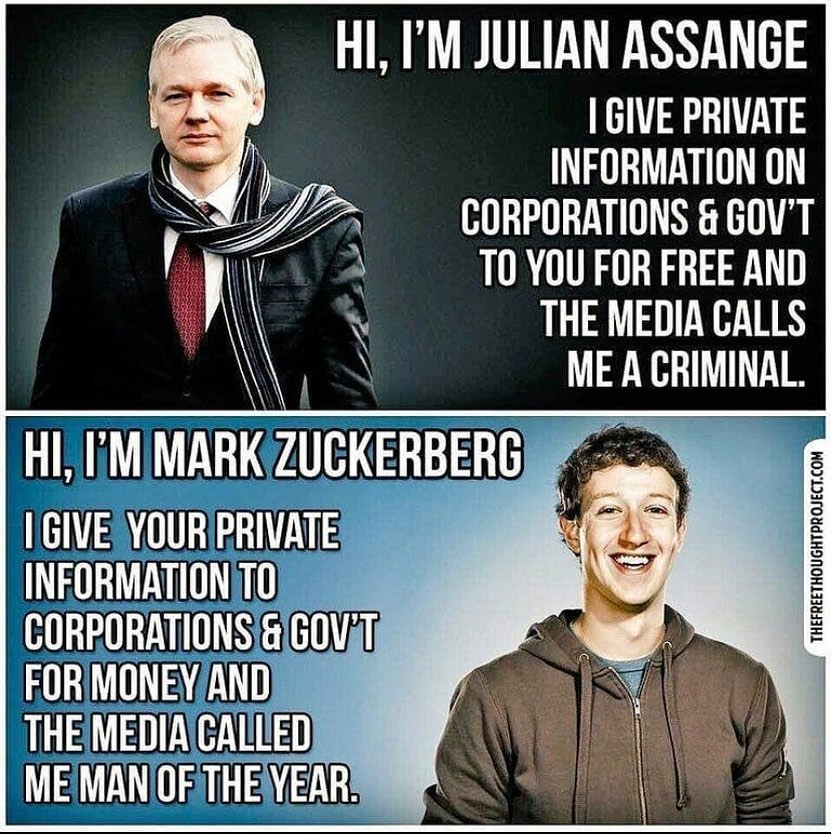 HI, I'M JULIAN ASSANGE
I GIVE PRIVATE
INFORMATION ON
CORPORATIONS & GOV'T
TO YOU FOR FREE AND
THE MEDIA CALLS
ME A CRIMINAL.
HI, I'M MARK ZUCKERBERG
I GIVE YOUR PRIVATE
INFORMATION TO
CORPORATIONS & GOV'T
FOR MONEY AND
THE MEDIA CALLED
ME MAN OF THE YEAR.
THEFREETHOUGHTPROJECT.COM